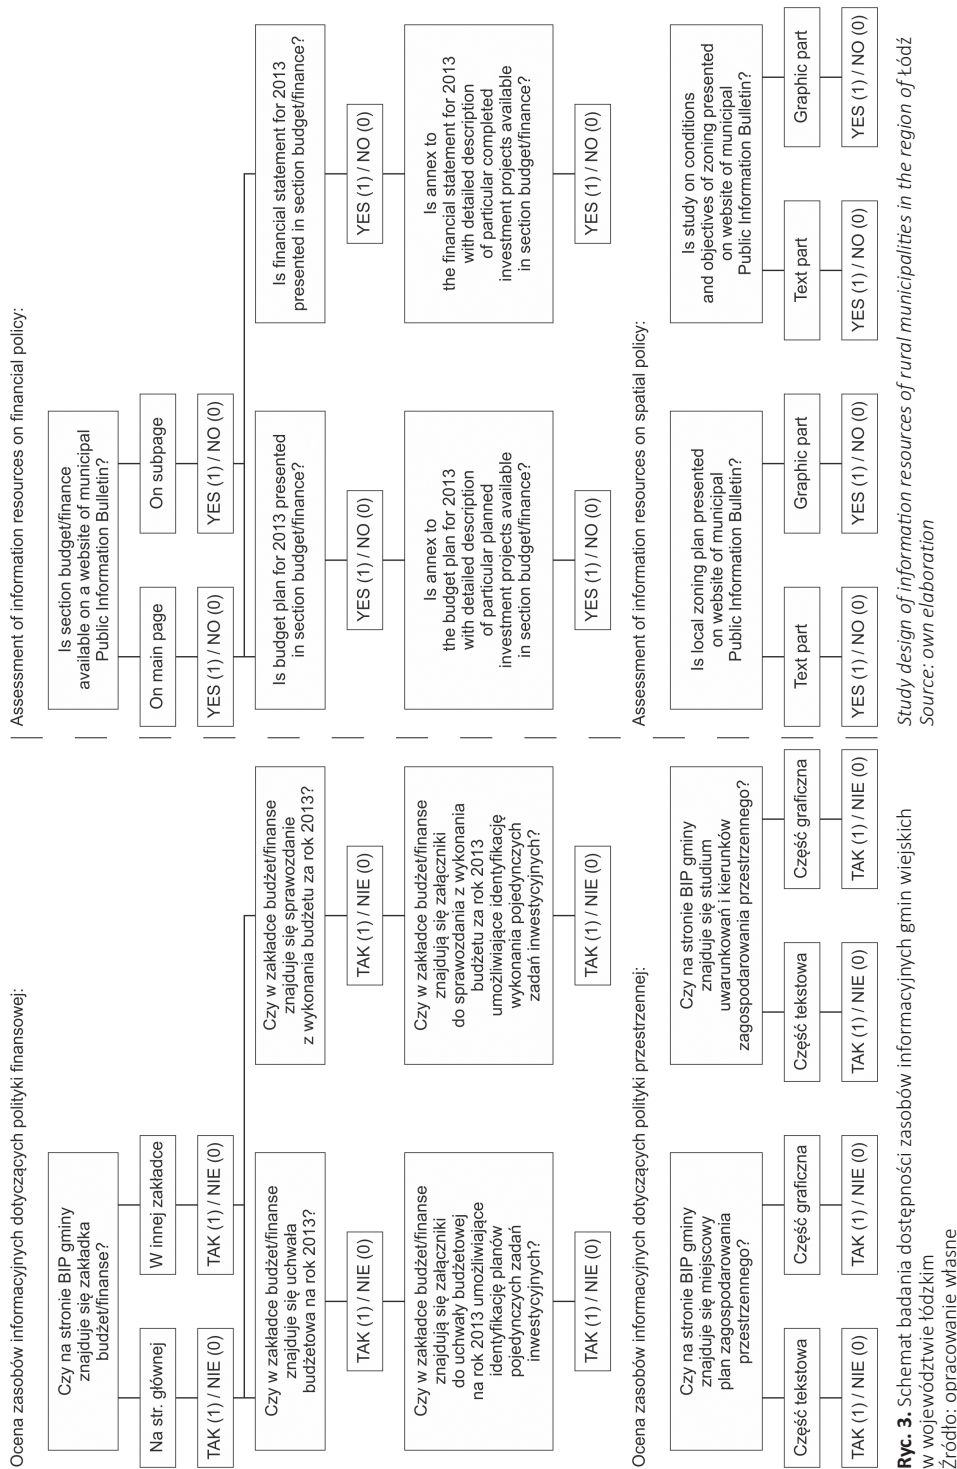 Ocena zasobów informacyjnych dotyczących polityki finansowej:
Czy na stronie BIP gminy
znajduje się zakładka
budżet/finanse?
Na str. głównej
W innej zakładce
TAK (1) / NIE (0)
TAK (1) / NIE (0)
Czy w zakładce budżet/finanse
znajduje się uchwała
budżetowa na rok 2013?
Czy w zakładce budżet/finanse
znajduje się sprawozdanie
z wykonania budżetu za rok 2013?
TAK (1) / NIE (0)
TAK (1) / NIE (0)
Czy w zakładce budżet/finanse
znajdują się załączniki
do uchwały budżetowej
na rok 2013 umożliwiające
identyfikację planów
pojedynczych zadań
inwestycyjnych?
Czy w zakładce budżet/finanse
znajdują się załączniki
do sprawozdania z wykonania
budżetu za rok 2013
umożliwiające identyfikację
wykonania pojedynczych
zadań inwestycyjnych?
TAK (1) / NIE (0)
TAK (1) / NIE (0)
Ocena zasobów informacyjnych dotyczących polityki przestrzennej:
Czy na stronie BIP gminy
znajduje się miejscowy
plan zagospodarowania
przestrzennego?
Czy na stronie BIP gminy
znajduje się studium
uwarunkowań i kierunków
zagospodarowania przestrzennego?
Część tekstowa
Część graficzna
Część tekstowa
Część graficzna
TAK (1) / NIE (0)
TAK (1) / NIE (0)
TAK (1) / NIE (0)
TAK (1) / NIE (0)
Ryc. 3. Schemat badania dostępności zasobów informacyjnych gmin wiejskich
w województwie łódzkim
Źródło: opracowanie własne
Assessment of information resources on financial policy:
Is section budget/finance
available on a website of municipal
Public Information Bulletin?
On main page
On subpage
YES (1) / NO (0)
YES (1) / NO (0)
Is budget plan for 2013 presented
in section budget/finance?
Is financial statement for 2013
presented in section budget/finance?
YES (1) / NO (0)
YES (1) / NO (0)
Is annex to
the budget plan for 2013
with detailed description
of particular planned
investment projects available
in section budget/finance?
Is annex to
the financial statement for 2013
with detailed description
of particular completed
investment projects available
in section budget/finance?
YES (1) / NO (0)
YES (1) / NO (0)
Assessment of information resources on spatial policy:
Is local zoning plan presented
on website of municipal
Public Information Bulletin?
Is study on conditions
and objectives of zoning presented
on website of municipal
Public Information Bulletin?
Text part
Graphic part
Text part
Graphic part
YES (1) / NO (0)
YES (1) / NO (0)
YES (1) / NO (0)
YES (1) / NO (0)
Study design of information resources of rural municipalities in the region of Łódź
Source: own elaboration